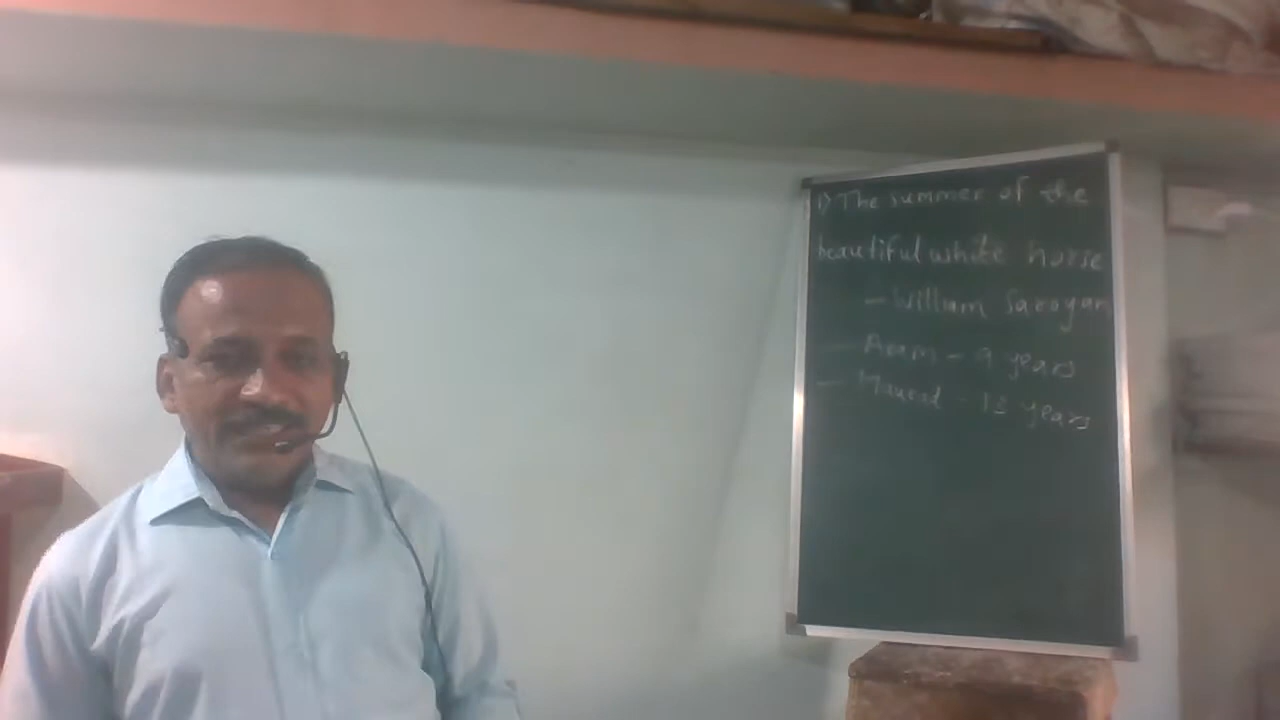 1) The summer of the
beautiful white horse
- William Saroyan
- Aram - 9 years
- Mourad - 13 years